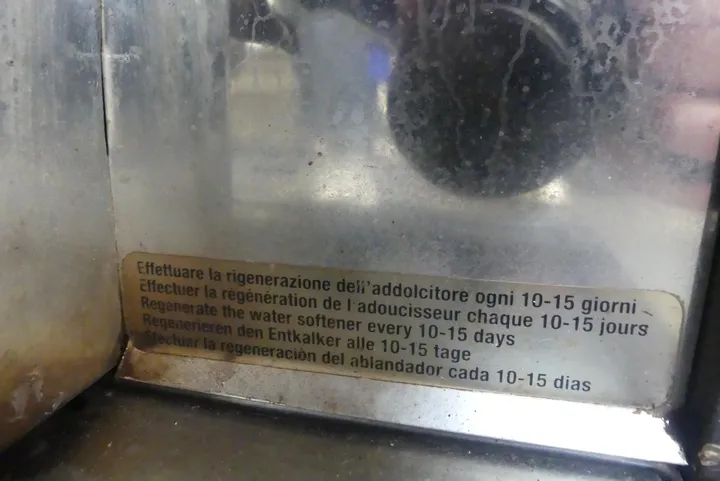 Effettuare la rigenerazione dell'addolcitore ogni 10-15 giorni
Effectuer la régénération de l'adoucisseur chaque 10-15 jours
Regenerate the water softener every 10-15 days
Regenerieren den Entkalker alle 10-15 tage
Efectuar la regeneraciòn del ablandador cada 10-15 dias